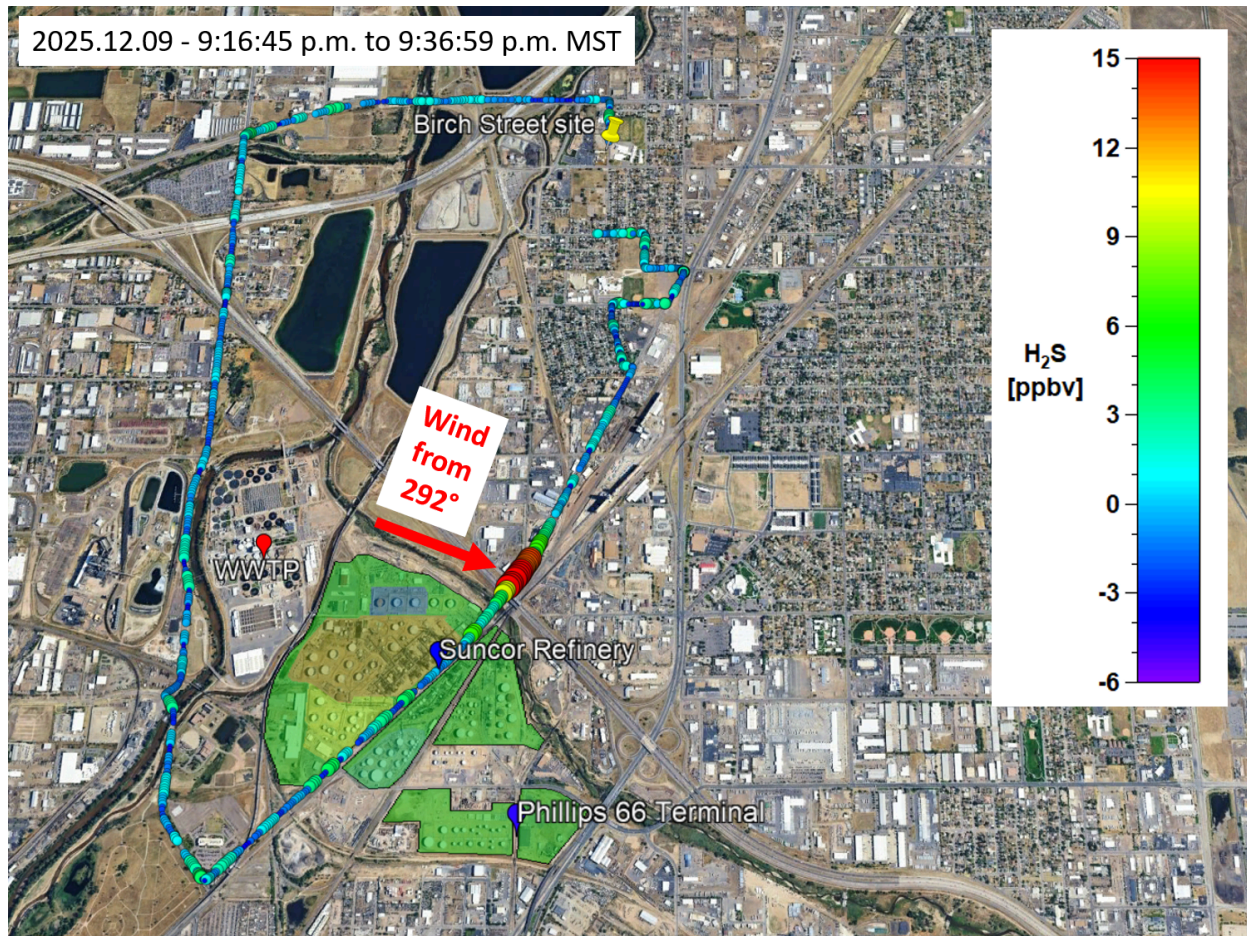 2025.12.09 - 9:16:45 p.m. to 9:36:59 p.m. MST
Birch Street site
Wind
from
292°
WWTP
Suncor Refinery
Phillips 66 Terminal
15
12
9
6
3
0
-3
-6
H₂S
[ppbv]